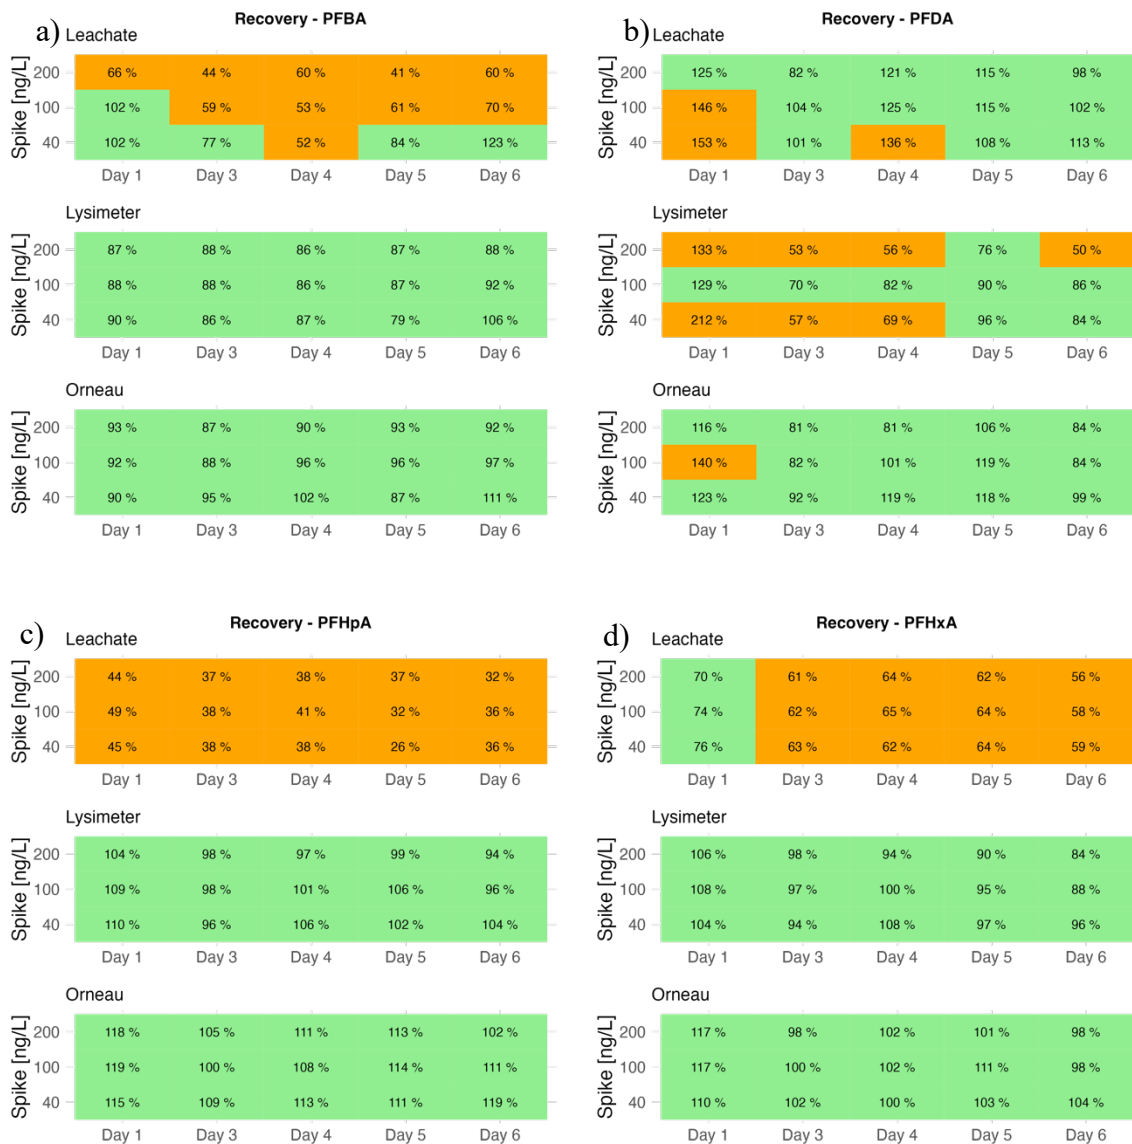 a)
Recovery - PFBA
Leachate
Spike [ng/L]
200 66 % 44 % 60 % 41 % 60 %
100 102 % 59 % 53 % 61 % 70 %
40 102 % 77 % 52 % 84 % 123 %
Day 1 Day 3 Day 4 Day 5 Day 6
Lysimeter
Spike [ng/L]
200 87 % 88 % 86 % 87 % 88 %
100 88 % 88 % 86 % 87 % 92 %
40 90 % 86 % 87 % 79 % 106 %
Day 1 Day 3 Day 4 Day 5 Day 6
Orneau
Spike [ng/L]
200 93 % 87 % 90 % 93 % 92 %
100 92 % 88 % 96 % 96 % 97 %
40 90 % 95 % 102 % 87 % 111 %
Day 1 Day 3 Day 4 Day 5 Day 6
b)
Recovery - PFDA
Leachate
Spike [ng/L]
200 125 % 82 % 121 % 115 % 98 %
100 146 % 104 % 125 % 115 % 102 %
40 153 % 101 % 136 % 108 % 113 %
Day 1 Day 3 Day 4 Day 5 Day 6
Lysimeter
Spike [ng/L]
200 133 % 53 % 56 % 76 % 50 %
100 129 % 70 % 82 % 90 % 86 %
40 212 % 57 % 69 % 96 % 84 %
Day 1 Day 3 Day 4 Day 5 Day 6
Orneau
Spike [ng/L]
200 116 % 81 % 81 % 106 % 84 %
100 140 % 82 % 101 % 119 % 84 %
40 123 % 92 % 119 % 118 % 99 %
Day 1 Day 3 Day 4 Day 5 Day 6
c)
Recovery - PFHpA
Leachate
Spike [ng/L]
200 44 % 37 % 38 % 37 % 32 %
100 49 % 38 % 41 % 32 % 36 %
40 45 % 38 % 38 % 26 % 36 %
Day 1 Day 3 Day 4 Day 5 Day 6
Lysimeter
Spike [ng/L]
200 104 % 98 % 97 % 99 % 94 %
100 109 % 98 % 101 % 106 % 96 %
40 110 % 96 % 106 % 102 % 104 %
Day 1 Day 3 Day 4 Day 5 Day 6
Orneau
Spike [ng/L]
200 118 % 105 % 111 % 113 % 102 %
100 119 % 100 % 108 % 114 % 111 %
40 115 % 109 % 113 % 111 % 119 %
Day 1 Day 3 Day 4 Day 5 Day 6
d)
Recovery - PFHxA
Leachate
Spike [ng/L]
200 70 % 61 % 64 % 62 % 56 %
100 74 % 62 % 65 % 64 % 58 %
40 76 % 63 % 62 % 64 % 59 %
Day 1 Day 3 Day 4 Day 5 Day 6
Lysimeter
Spike [ng/L]
200 106 % 98 % 94 % 90 % 84 %
100 108 % 97 % 100 % 95 % 88 %
40 104 % 94 % 108 % 97 % 96 %
Day 1 Day 3 Day 4 Day 5 Day 6
Orneau
Spike [ng/L]
200 117 % 98 % 102 % 101 % 98 %
100 117 % 100 % 102 % 111 % 98 %
40 110 % 102 % 100 % 103 % 104 %
Day 1 Day 3 Day 4 Day 5 Day 6